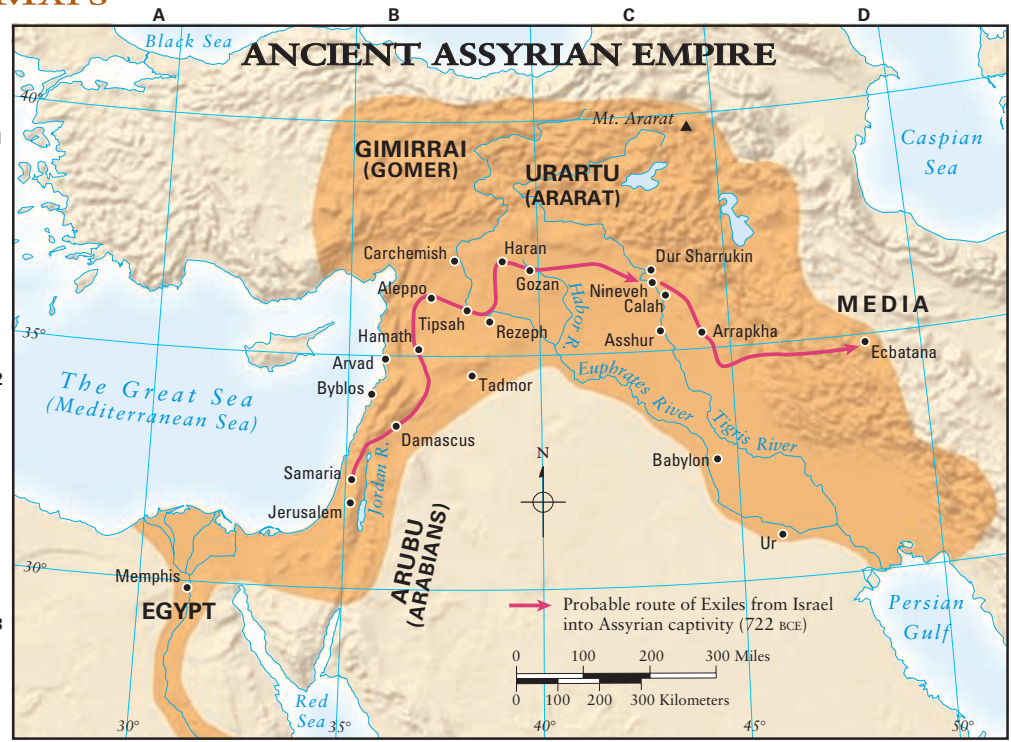 MAPS
A
B
C
D
ANCIENT ASSYRIAN EMPIRE
Black Sea
40°
1
Mt. Ararat
Caspian
Sea
GIMIRRAI
(GOMER)
URARTU
(ARARAT)
Carchemish
Haran
Dur Sharrukin
Aleppo
Gozan
Nineveh
Calah
MEDIA
Tipsah
Rezeph
Habor R.
Hamath
Asshur
Arrapkha
35°
Ecbatana
Arvad
2
The Great Sea
(Mediterranean Sea)
Byblos
Tadmor
Euphrates River
Tigris River
Damascus
Babylon
N
Samaria
Jordan R.
Jerusalem
Ur
ARUBU
(ARABIANS)
30°
Memphis
EGYPT
Persian
Gulf
3
Probable route of Exiles from Israel
into Assyrian captivity (722 BCE)
0 100 200 300 Miles
0 100 200 300 Kilometers
Red
Sea
30°
35°
40°
45°
50°